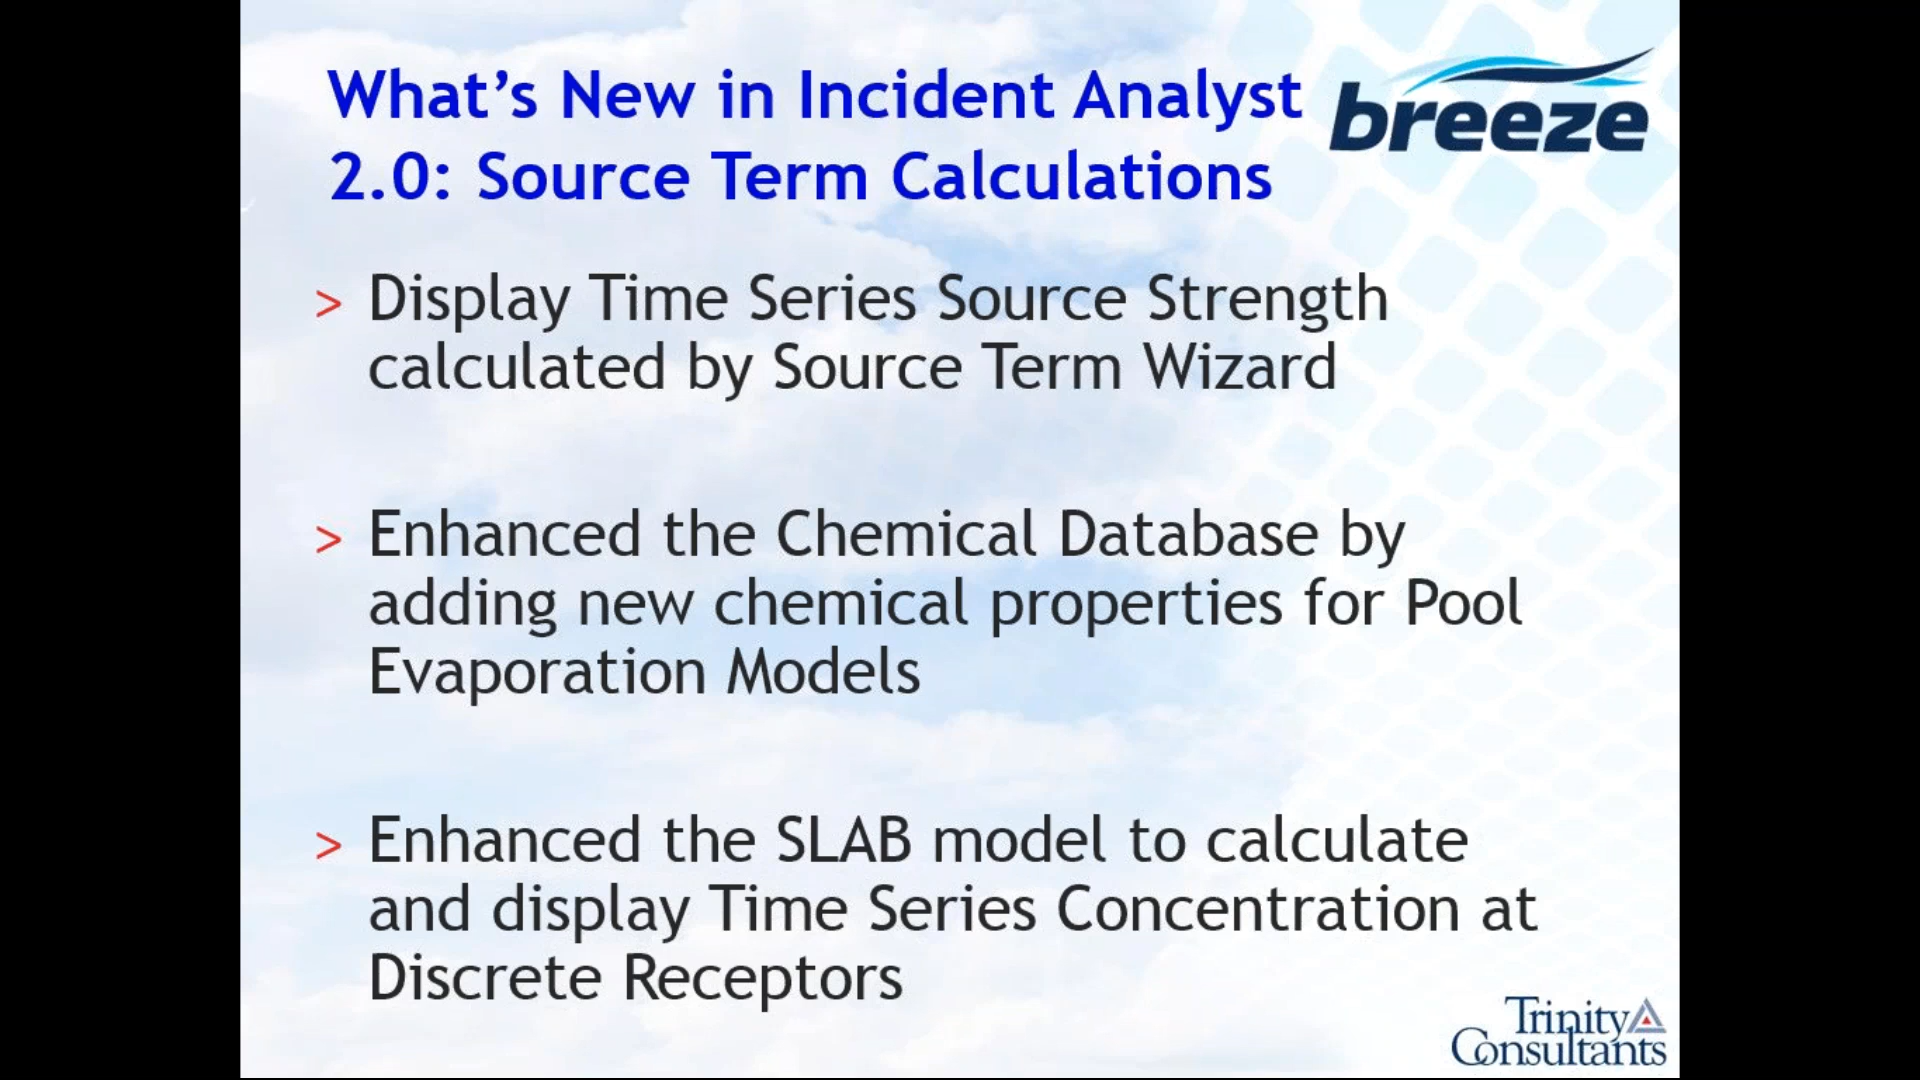 What's New in Incident Analyst
2.0: Source Term Calculations
breeze
> Display Time Series Source Strength
calculated by Source Term Wizard
> Enhanced the Chemical Database by
adding new chemical properties for Pool
Evaporation Models
> Enhanced the SLAB model to calculate
and display Time Series Concentration at
Discrete Receptors
Trinity
Consultants